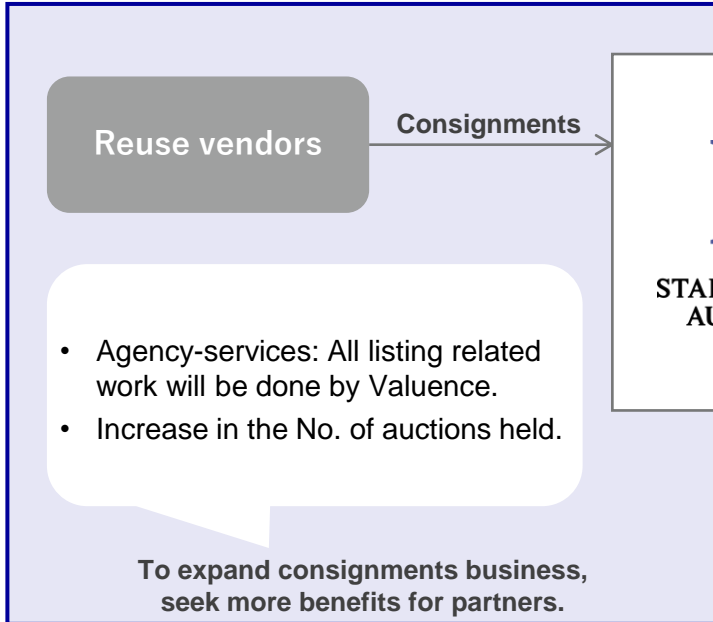 Reuse vendors
Consignments
• Agency-services: All listing related
work will be done by Valuence.
• Increase in the No. of auctions held.
To expand consignments business,
seek more benefits for partners.